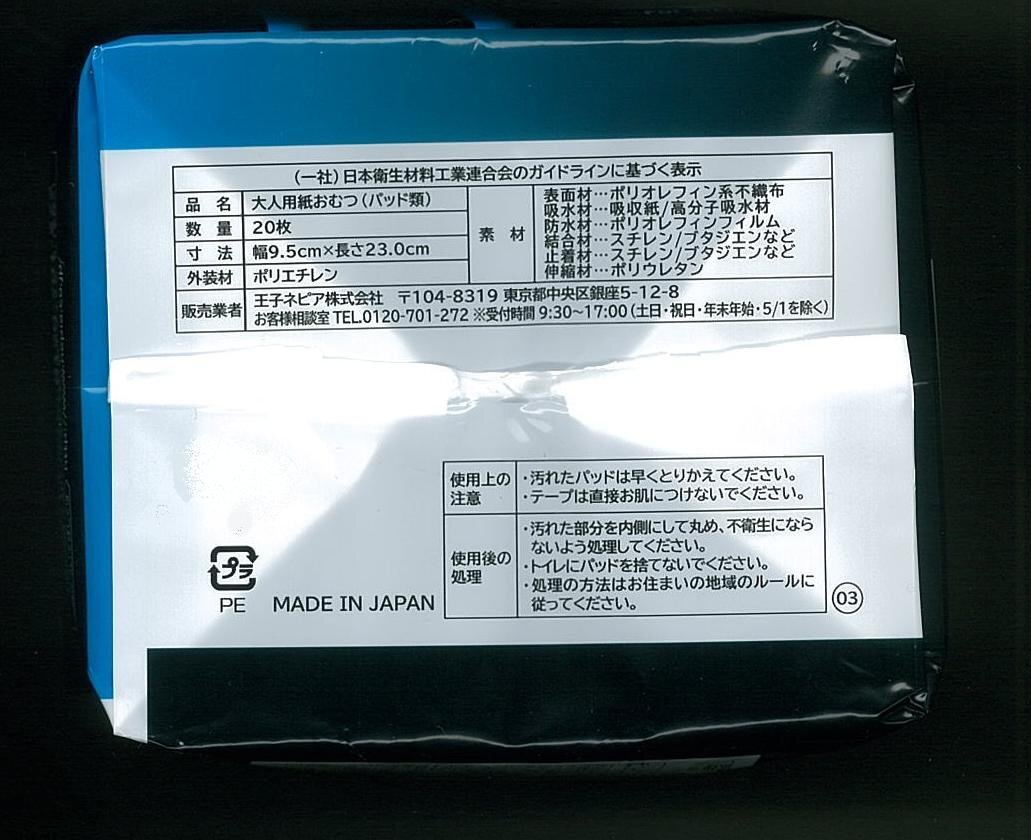 (一社)日本衛生材料工業連合会のガイドラインに基づく表示
品 名 大人用紙おむつ(パッド類)
数 量 20枚
寸 法 幅9.5cm×長さ23.0cm
外装材 ポリエチレン
素 材
表面材…ポリオレフィン系不織布
吸水材…吸収紙/高分子吸水材
防水材…ポリオレフィンフィルム
結合材…スチレン/ブタジエンなど
止着材…スチレン/ブタジエンなど
伸縮材…ポリウレタン
販売業者
王子ネピア株式会社 〒104-8319 東京都中央区銀座5-12-8
お客様相談室 TEL.0120-701-272 ※受付時間 9:30~17:00(土日・祝日・年末年始・5/1を除く)
使用上の
注意
・汚れたパッドは早くとりかえてください。
・テープは直接お肌につけないでください。
使用後の
処理
・汚れた部分を内側にして丸め、不衛生になら
ないよう処理してください。
・トイレにパッドを捨てないでください。
・処理の方法はお住まいの地域のルールに
従ってください。
プラ
PE
MADE IN JAPAN
03